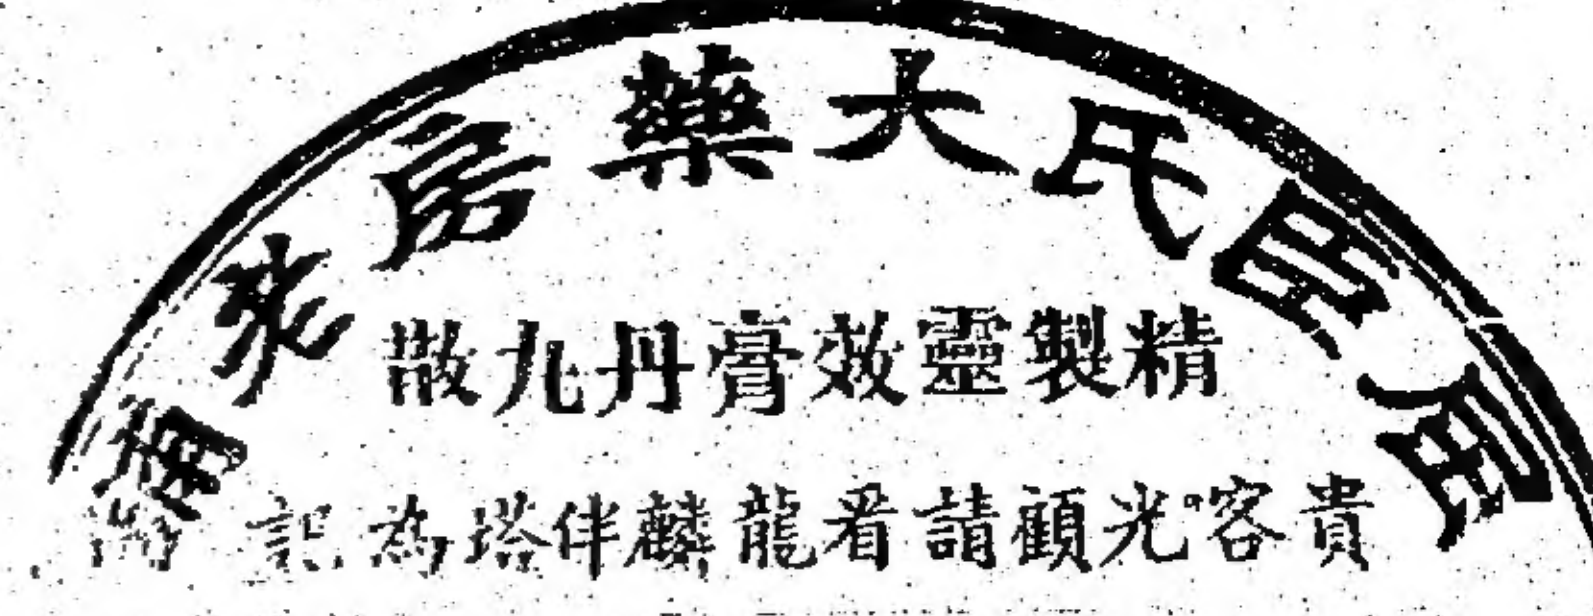 屈臣氏大藥房
精製靈效膏丹丸散
貴客光顧請看龍麟伴塔為記